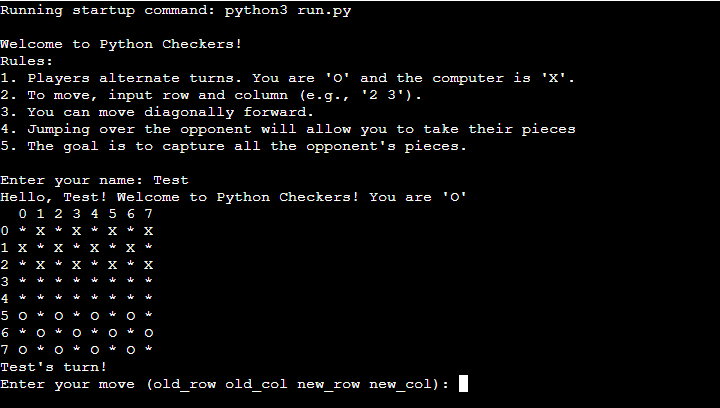 Running startup command: python3 run.py
Welcome to Python Checkers!
Rules:
1. Players alternate turns. You are 'O' and the computer is 'X'.
2. To move, input row and column (e.g., '2 3').
3. You can move diagonally forward.
4. Jumping over the opponent will allow you to take their pieces
5. The goal is to capture all the opponent's pieces.
Enter your name: Test
Hello, Test! Welcome to Python Checkers! You are 'O'
  0 1 2 3 4 5 6 7
0 * X * X * X * X
1 X * X * X * X *
2 * X * X * X * X
3 * * * * * * * *
4 * * * * * * * *
5 O * O * O * O *
6 * O * O * O * O
7 O * O * O * O *
Test's turn!
Enter your move (old_row old_col new_row new_col):